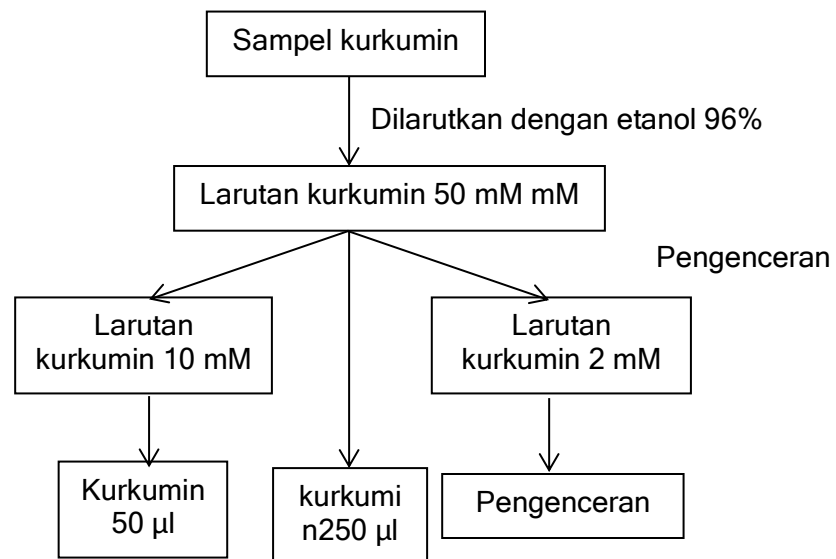 Sampel kurkumin
Dilarutkan dengan etanol 96%
Larutan kurkumin 50 mM mM
Pengenceran
Larutan
kurkumin 10 mM
Larutan
kurkumin 2 mM
Kurkumin
50 µl
kurkumi
n250 µl
Pengenceran